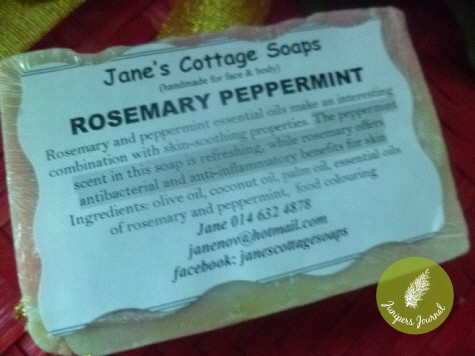 Jane's Cottage Soaps
(handmade for face & body)
ROSEMARY PEPPERMINT
Rosemary and peppermint essential oils make an interesting
combination with skin-soothing properties. The peppermint
scent in this soap is refreshing, while rosemary offers
antibacterial and anti-inflammatory benefits for skin
Ingredients: olive oil, coconut oil, palm oil, essential oils
of rosemary and peppermint, food colouring
Jane 014 632 4878
janenov@hotmail.com
facebook: janescottagesoaps
Junipers Journal